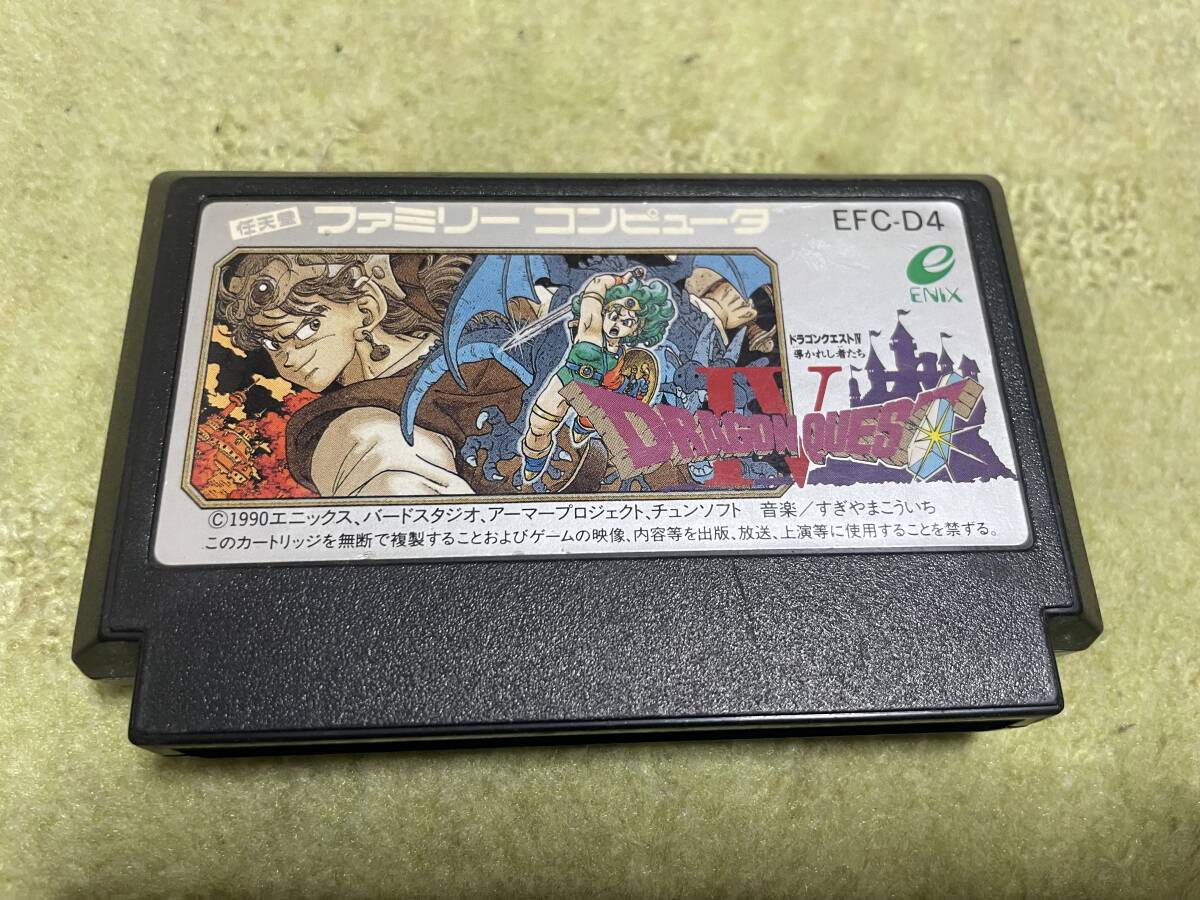 任天堂 ファミリー コンピュータ EFC-D4
e
ENIX
ドラゴンクエストIV
導かれし者たち
IV
DRAGON QUEST
©1990エニックス、バードスタジオ、アーマープロジェクト、チュンソフト 音楽/すぎやまこういち
このカートリッジを無断で複製することおよびゲームの映像、内容等を出版、放送、上演等に使用することを禁ずる。